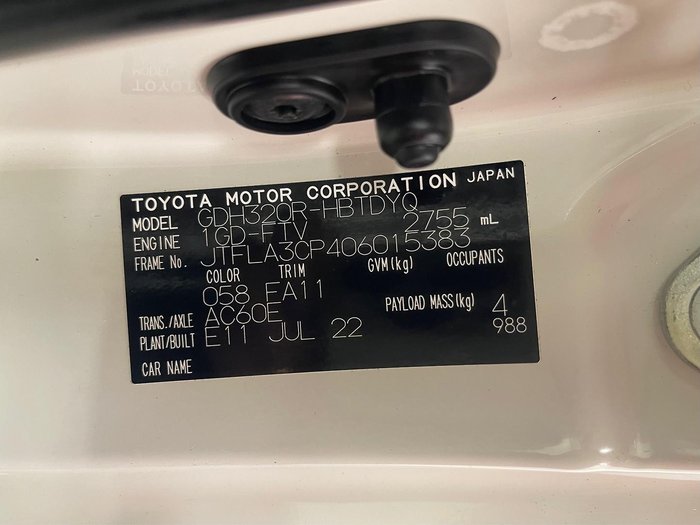 TOYOTA MOTOR CORPORATION JAPAN
MODEL GDH320R-HBTDYQ
ENGINE 1GD-FTV 2755 mL
FRAME No. JTFLA3CP406015383
COLOR TRIM GVM(kg) OCCUPANTS
058 FA11
TRANS./AXLE AC60E PAYLOAD MASS(kg) 4
PLANT/BUILT E11 JUL 22 988
CAR NAME